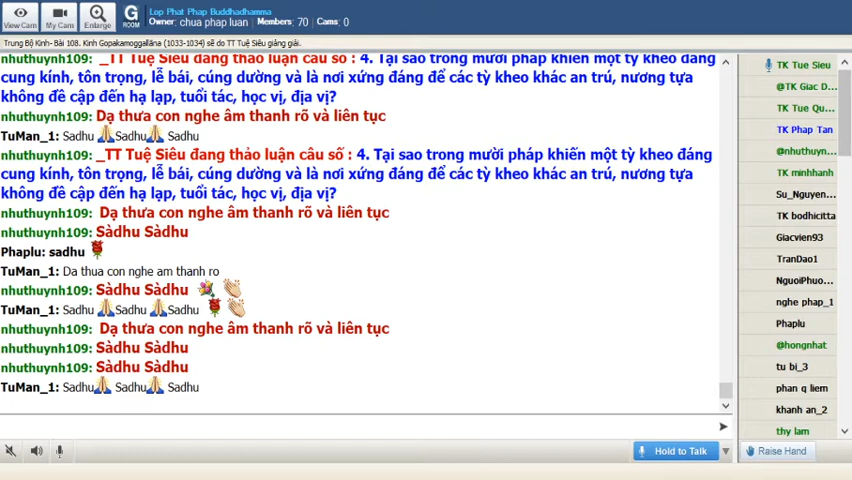 View Cam
My Cam
Enlarge
G
ROOM
Lop Phat Phap Buddhadhamma
Owner: chua phap luan Members: 70 Cams: 0
Trung Bộ Kinh- Bài 108. Kinh Gopakamoggallána (1033-1034) sẽ do TT Tuệ Siêu giảng giải.
nhuthuynh109: _TT Tuệ Siêu đang thảo luận câu số : 4. Tại sao trong mười pháp khiến một tỳ kheo đáng
cung kính, tôn trọng, lễ bái, cúng dường và là nơi xứng đáng để các tỳ kheo khác an trú, nương tựa
không đề cập đến hạ lạp, tuổi tác, học vị, địa vị?
nhuthuynh109: Dạ thưa con nghe âm thanh rõ và liên tục
TuMan_1: Sadhu Sadhu Sadhu
nhuthuynh109: _TT Tuệ Siêu đang thảo luận câu số : 4. Tại sao trong mười pháp khiến một tỳ kheo đáng
cung kính, tôn trọng, lễ bái, cúng dường và là nơi xứng đáng để các tỳ kheo khác an trú, nương tựa
không đề cập đến hạ lạp, tuổi tác, học vị, địa vị?
nhuthuynh109: Dạ thưa con nghe âm thanh rõ và liên tục
nhuthuynh109: Sàdhu Sàdhu
Phaplu: sadhu
TuMan_1: Da thua con nghe am thanh ro
nhuthuynh109: Sàdhu Sàdhu
TuMan_1: Sadhu Sadhu Sadhu
nhuthuynh109: Dạ thưa con nghe âm thanh rõ và liên tục
nhuthuynh109: Sàdhu Sàdhu
nhuthuynh109: Sàdhu Sàdhu
TuMan_1: Sadhu Sadhu Sadhu
TK Tue Sieu
@TK Giac D...
TK Tue Qu...
TK Phap Tan
@nhuthuyn...
TK minhhanh
Su_Nguyen...
TK bodhicitta
Giacvien93
TranDao1
NguoiPhuo...
nghe phap_1
Phaplu
@hongnhat
tu bi_3
phan q liem
khanh an_2
thy lam
Hold to Talk
Raise Hand